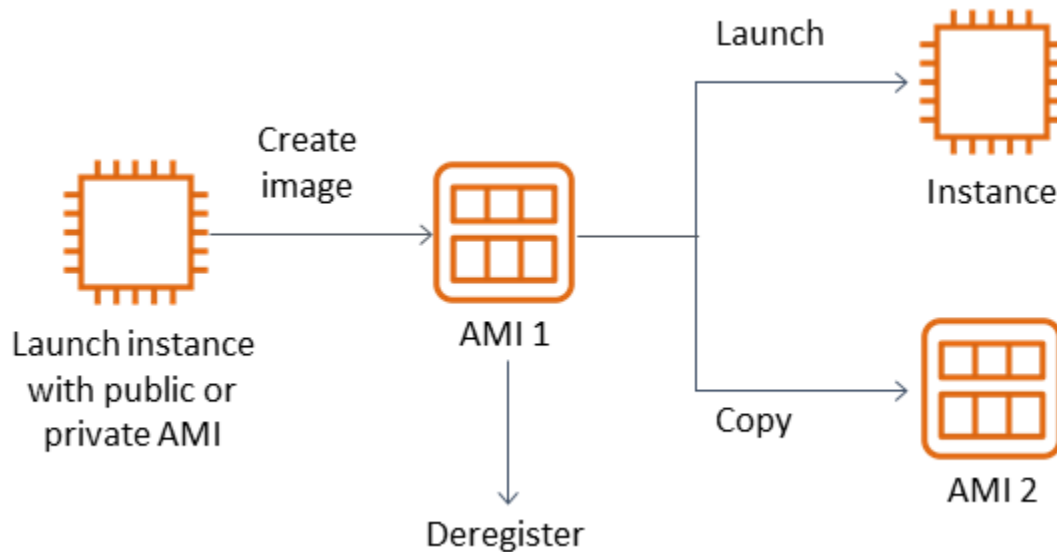 Launch
Create
image
Instance
AMI 1
Launch instance
with public or
private AMI
Copy
AMI 2
Deregister